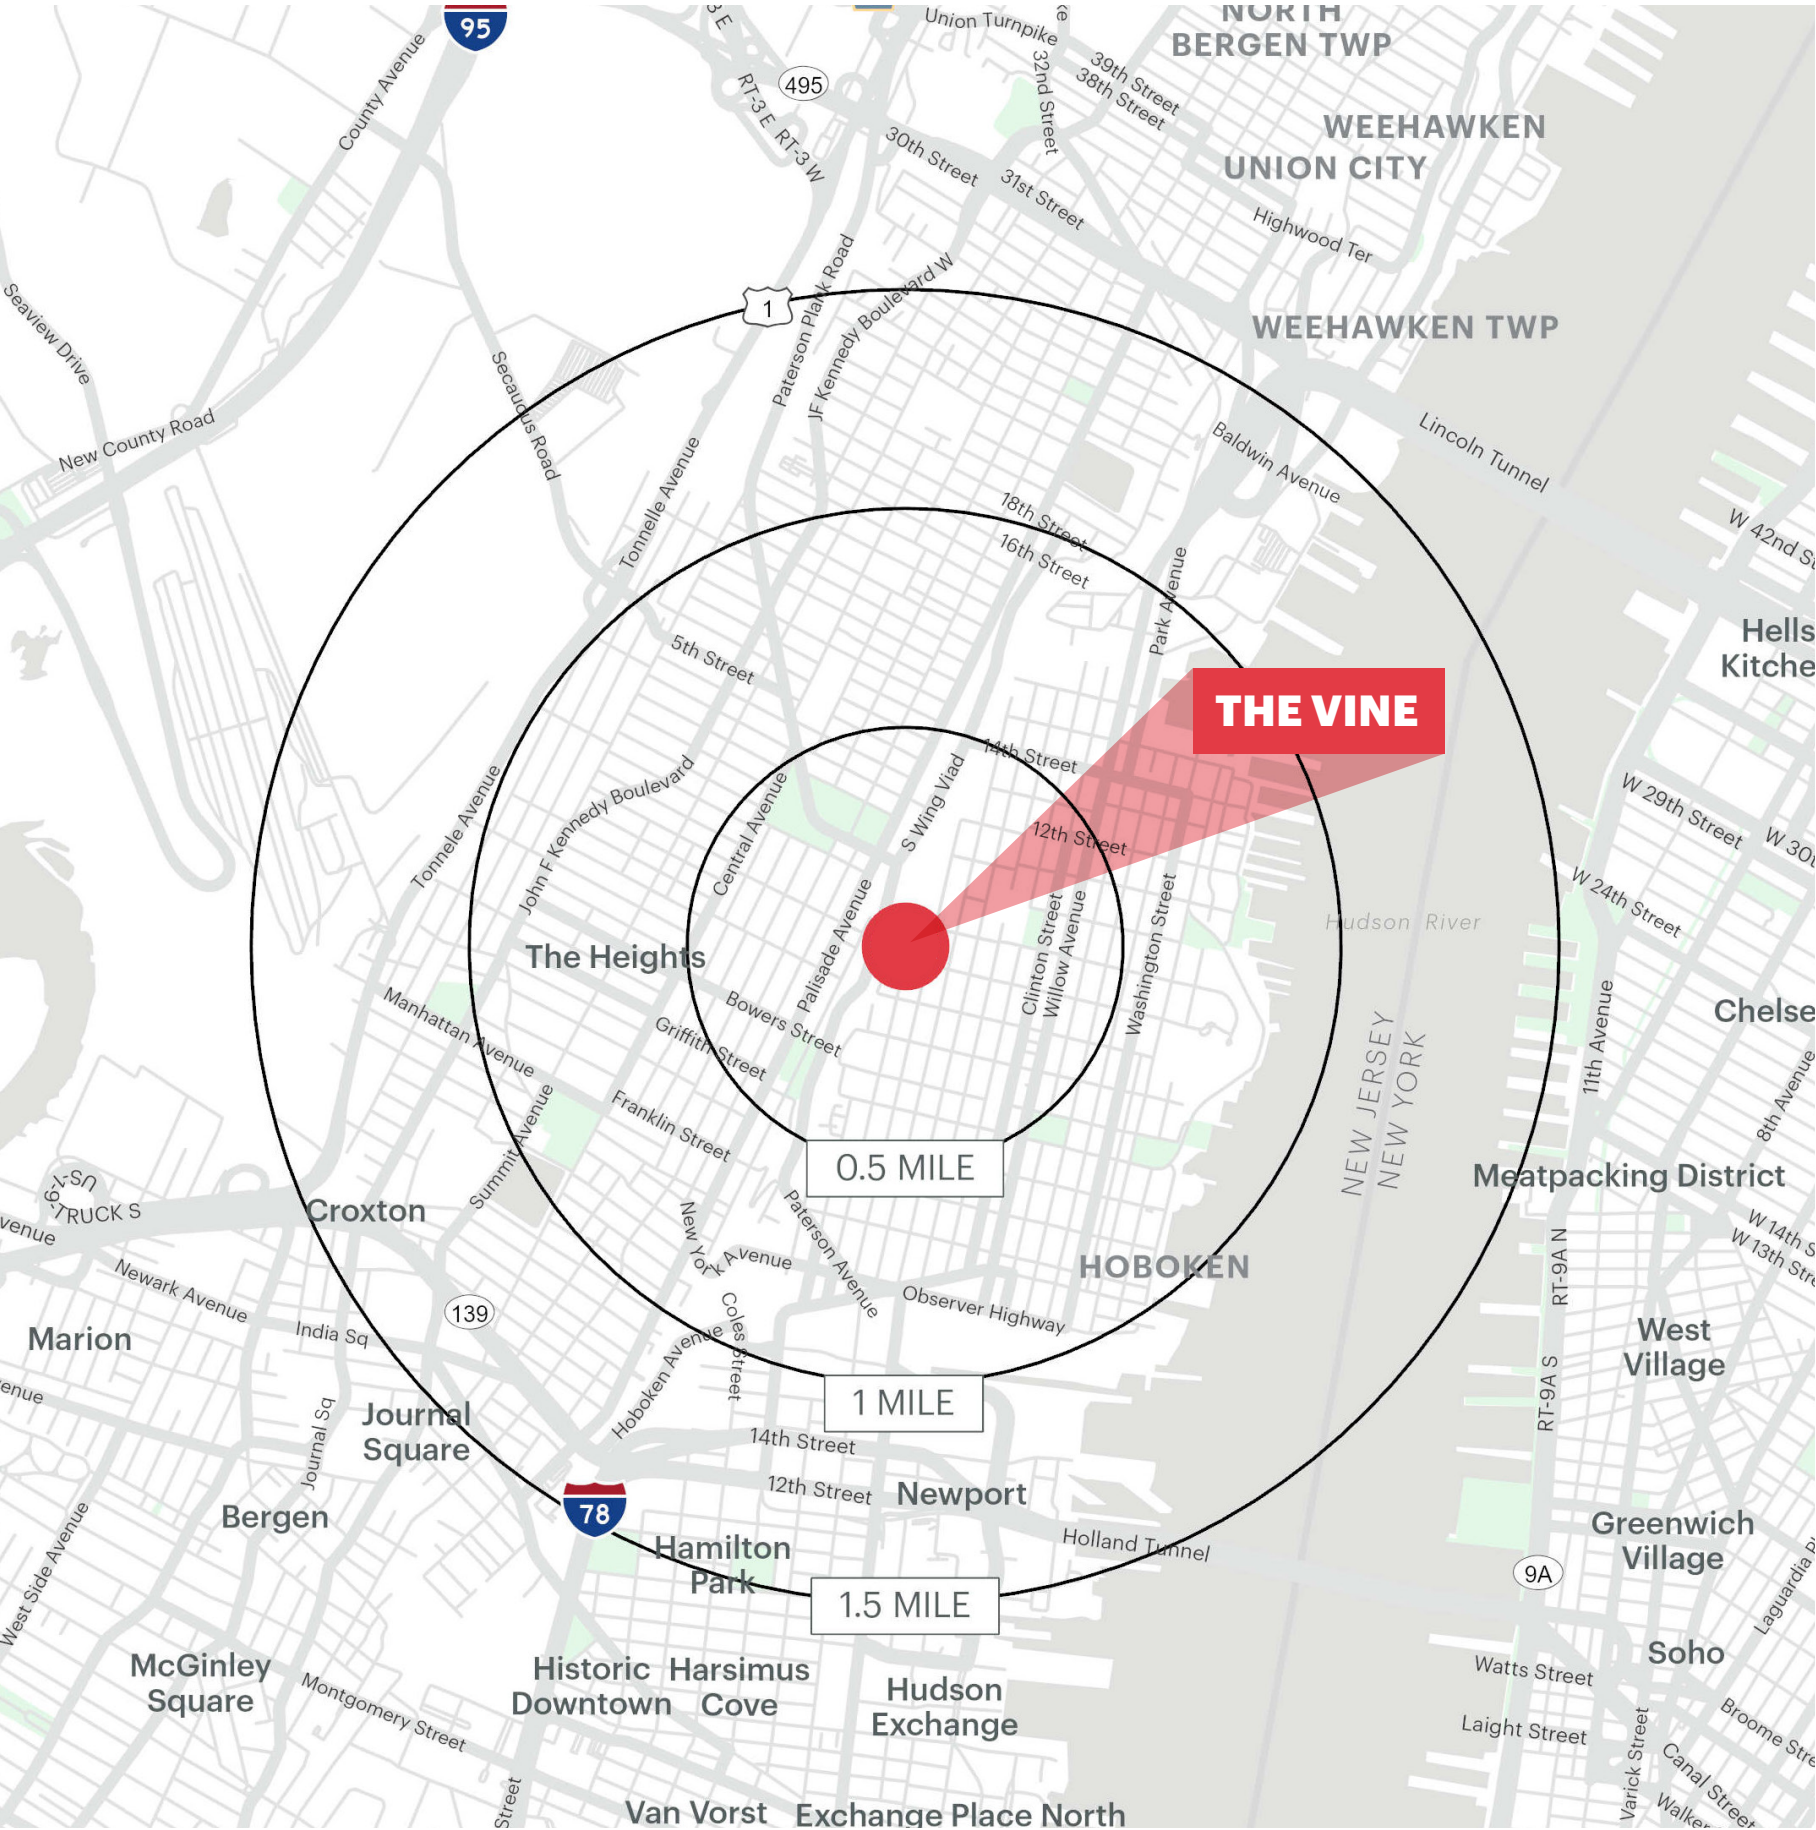 95
County Avenue
3 E
RT-3 E
RT-3 W
495
Union Turnpike
32nd Street
39th Street
38th Street
NORTH
BERGEN TWP
WEEHAWKEN
UNION CITY
30th Street
31st Street
Highwood Ter
WEEHAWKEN TWP
Seaview Drive
New County Road
Secaucus Road
1
Paterson Plank Road
JF Kennedy Boulevard W
Tonnelle Avenue
Baldwin Avenue
Lincoln Tunnel
W 42nd St
18th Street
16th Street
Park Avenue
Hells
Kitche
5th Street
THE VINE
14th Street
S Wing Viad
Central Avenue
John F Kennedy Boulevard
Tonnele Avenue
12th Street
W 29th Street
W 30t
W 24th Street
Palisade Avenue
Clinton Street
Willow Avenue
Washington Street
Hudson River
The Heights
Manhattan Avenue
Bowers Street
Griffith Street
11th Avenue
Chelse
8th Avenue
NEW JERSEY
NEW YORK
Franklin Street
Summit Avenue
0.5 MILE
Meatpacking District
US-1-9-TRUCK S
venue
Croxton
New York Avenue
Paterson Avenue
HOBOKEN
W 14th S
W 13th Stre
RT-9A N
Newark Avenue
139
India Sq
Marion
Coles Street
Hoboken Avenue
Observer Highway
West
Village
RT-9A S
enue
1 MILE
Journal
Square
Journal Sq
14th Street
12th Street
Newport
Bergen
78
Holland Tunnel
Hamilton
Park
Greenwich
Village
9A
Laguardia Pl
West Side Avenue
1.5 MILE
Soho
Watts Street
McGinley
Square
Montgomery Street
Historic
Downtown
Harsimus
Cove
Hudson
Exchange
Laight Street
Varick Street
Broome Stre
Canal Street
Walker
Street
Van Vorst
Exchange Place North